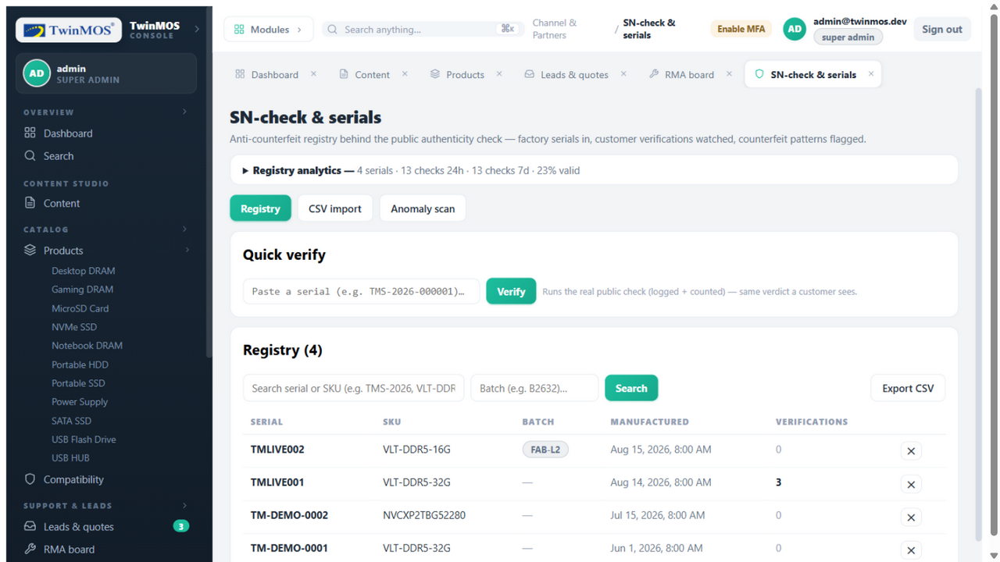 TwinMOS®
TwinMOS
CONSOLE
AD
admin
SUPER ADMIN
OVERVIEW
Dashboard
Search
CONTENT STUDIO
Content
CATALOG
Products
Desktop DRAM
Gaming DRAM
MicroSD Card
NVMe SSD
Notebook DRAM
Portable HDD
Portable SSD
Power Supply
SATA SSD
USB Flash Drive
USB HUB
Compatibility
SUPPORT & LEADS
Leads & quotes 3
RMA board
Modules
Search anything... ⌘K
Channel & Partners / SN-check & serials
Enable MFA
AD
admin@twinmos.dev
super admin
Sign out
Dashboard × Content × Products × Leads & quotes × RMA board × SN-check & serials ×
SN-check & serials
Anti-counterfeit registry behind the public authenticity check — factory serials in, customer verifications watched, counterfeit patterns flagged.
▶ Registry analytics — 4 serials · 13 checks 24h · 13 checks 7d · 23% valid
Registry CSV import Anomaly scan
Quick verify
Paste a serial (e.g. TMS-2026-000001)… Verify Runs the real public check (logged + counted) — same verdict a customer sees.
Registry (4)
Search serial or SKU (e.g. TMS-2026, VLT-DDR Batch (e.g. B2632)… Search Export CSV
SERIAL SKU BATCH MANUFACTURED VERIFICATIONS
TMLIVE002 VLT-DDR5-16G FAB-L2 Aug 15, 2026, 8:00 AM 0 ×
TMLIVE001 VLT-DDR5-32G — Aug 14, 2026, 8:00 AM 3 ×
TM-DEMO-0002 NVCXP2TBG52280 — Jul 15, 2026, 8:00 AM 0 ×
TM-DEMO-0001 VLT-DDR5-32G — Jun 1, 2026, 8:00 AM 0 ×